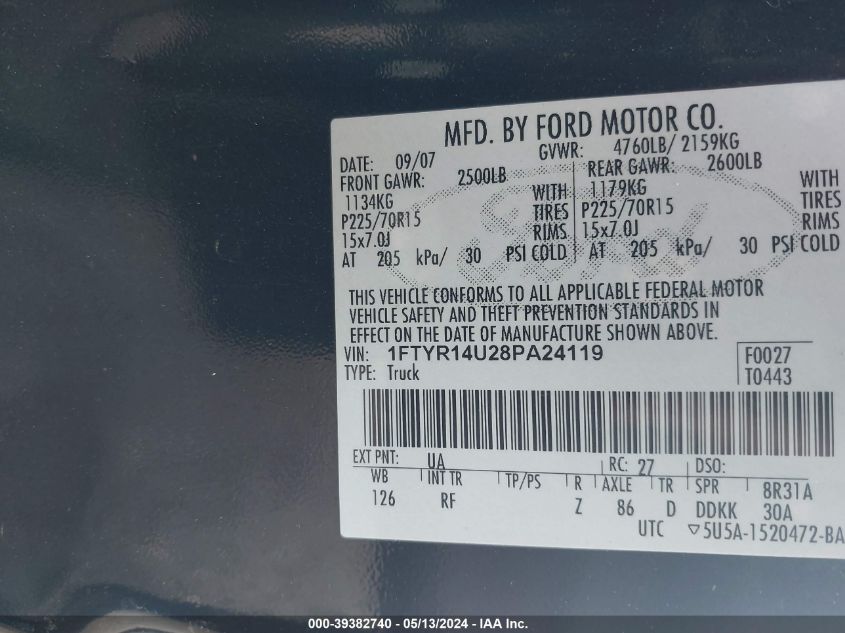 MFD. BY FORD MOTOR CO.
DATE: 09/07 GVWR: 4760LB/ 2159KG
FRONT GAWR: 2500LB REAR GAWR: 2600LB
1134KG WITH 1179KG WITH
P225/70R15 TIRES P225/70R15 TIRES
15x7.0J RIMS 15x7.0J RIMS
AT 205 kPa/ 30 PSI COLD AT 205 kPa/ 30 PSI COLD
THIS VEHICLE CONFORMS TO ALL APPLICABLE FEDERAL MOTOR
VEHICLE SAFETY AND THEFT PREVENTION STANDARDS IN
EFFECT ON THE DATE OF MANUFACTURE SHOWN ABOVE.
VIN: 1FTYR14U28PA24119 F0027
TYPE: Truck T0443
EXT PNT: UA RC: 27 DSO:
WB INT TR TP/PS R AXLE TR SPR 8R31A
126 RF Z 86 D DDKK 30A
UTC ▽5U5A-1520472-BA
000-39382740 - 05/13/2024 - IAA Inc.